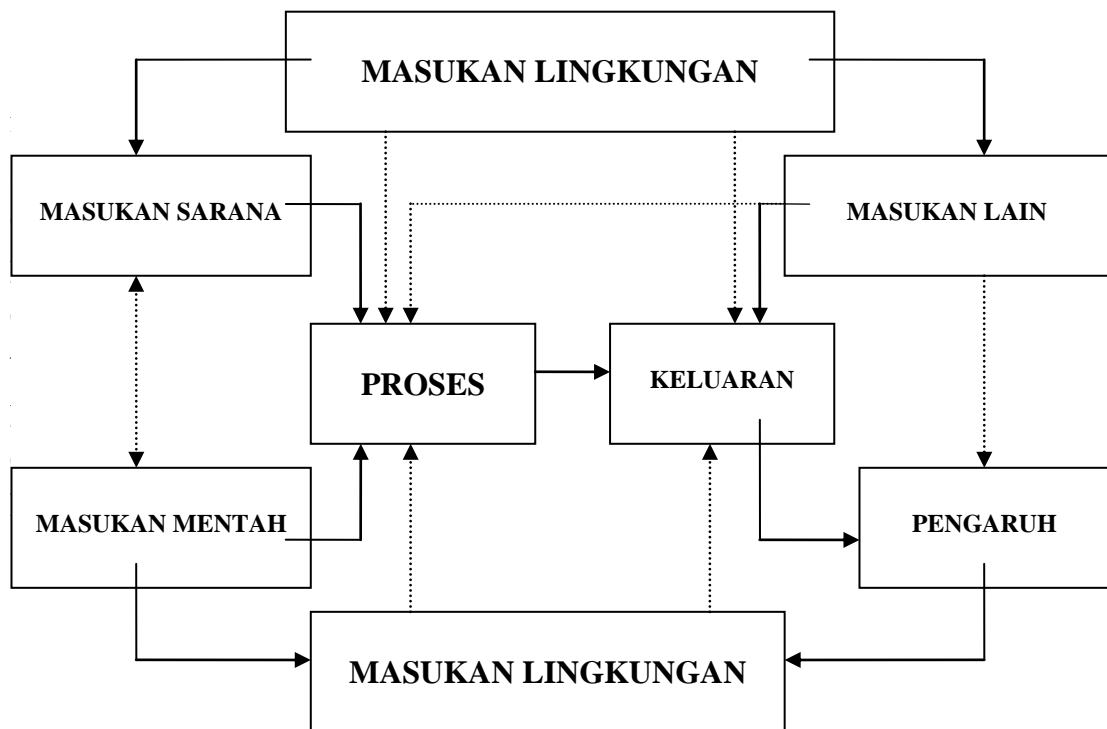 MASUKAN LINGKUNGAN
MASUKAN SARANA
MASUKAN LAIN
PROSES
KELUARAN
MASUKAN MENTAH
PENGARUH
MASUKAN LINGKUNGAN